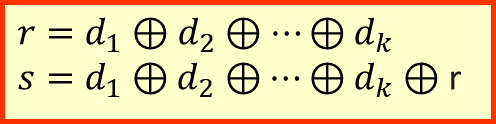 r = d₁ ⊕ d₂ ⊕ ⋯ ⊕ dₖ
s = d₁ ⊕ d₂ ⊕ ⋯ ⊕ dₖ ⊕ r